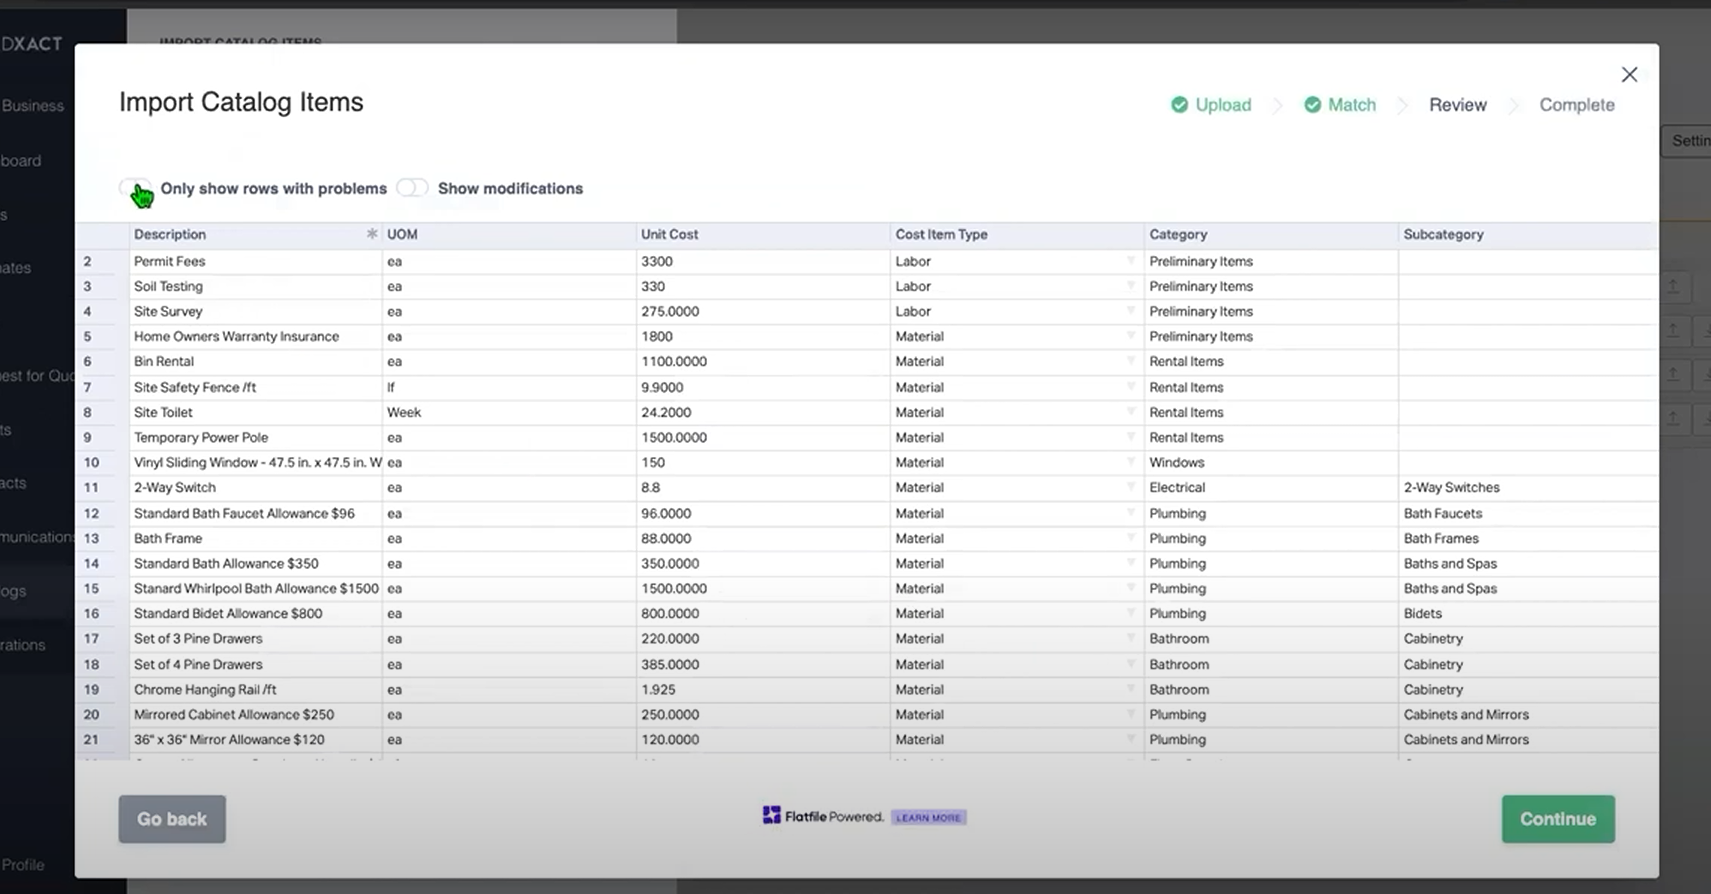 DXACT
IMPORT CATALOG ITEMS
Import Catalog Items
Upload
Match
Review
Complete
Business
board
s
ates
est for Quo
ts
acts
munications
ogs
rations
Profile
Settin
Only show rows with problems
Show modifications
Description * UOM Unit Cost Cost Item Type Category Subcategory
2 Permit Fees ea 3300 Labor Preliminary Items
3 Soil Testing ea 330 Labor Preliminary Items
4 Site Survey ea 275.0000 Labor Preliminary Items
5 Home Owners Warranty Insurance ea 1800 Material Preliminary Items
6 Bin Rental ea 1100.0000 Material Rental Items
7 Site Safety Fence /ft lf 9.9000 Material Rental Items
8 Site Toilet Week 24.2000 Material Rental Items
9 Temporary Power Pole ea 1500.0000 Material Rental Items
10 Vinyl Sliding Window - 47.5 in. x 47.5 in. W ea 150 Material Windows
11 2-Way Switch ea 8.8 Material Electrical 2-Way Switches
12 Standard Bath Faucet Allowance $96 ea 96.0000 Material Plumbing Bath Faucets
13 Bath Frame ea 88.0000 Material Plumbing Bath Frames
14 Standard Bath Allowance $350 ea 350.0000 Material Plumbing Baths and Spas
15 Stanard Whirlpool Bath Allowance $1500 ea 1500.0000 Material Plumbing Baths and Spas
16 Standard Bidet Allowance $800 ea 800.0000 Material Plumbing Bidets
17 Set of 3 Pine Drawers ea 220.0000 Material Bathroom Cabinetry
18 Set of 4 Pine Drawers ea 385.0000 Material Bathroom Cabinetry
19 Chrome Hanging Rail /ft ea 1.925 Material Bathroom Cabinetry
20 Mirrored Cabinet Allowance $250 ea 250.0000 Material Plumbing Cabinets and Mirrors
21 36" x 36" Mirror Allowance $120 ea 120.0000 Material Plumbing Cabinets and Mirrors
Go back
Flatfile Powered. LEARN MORE
Continue